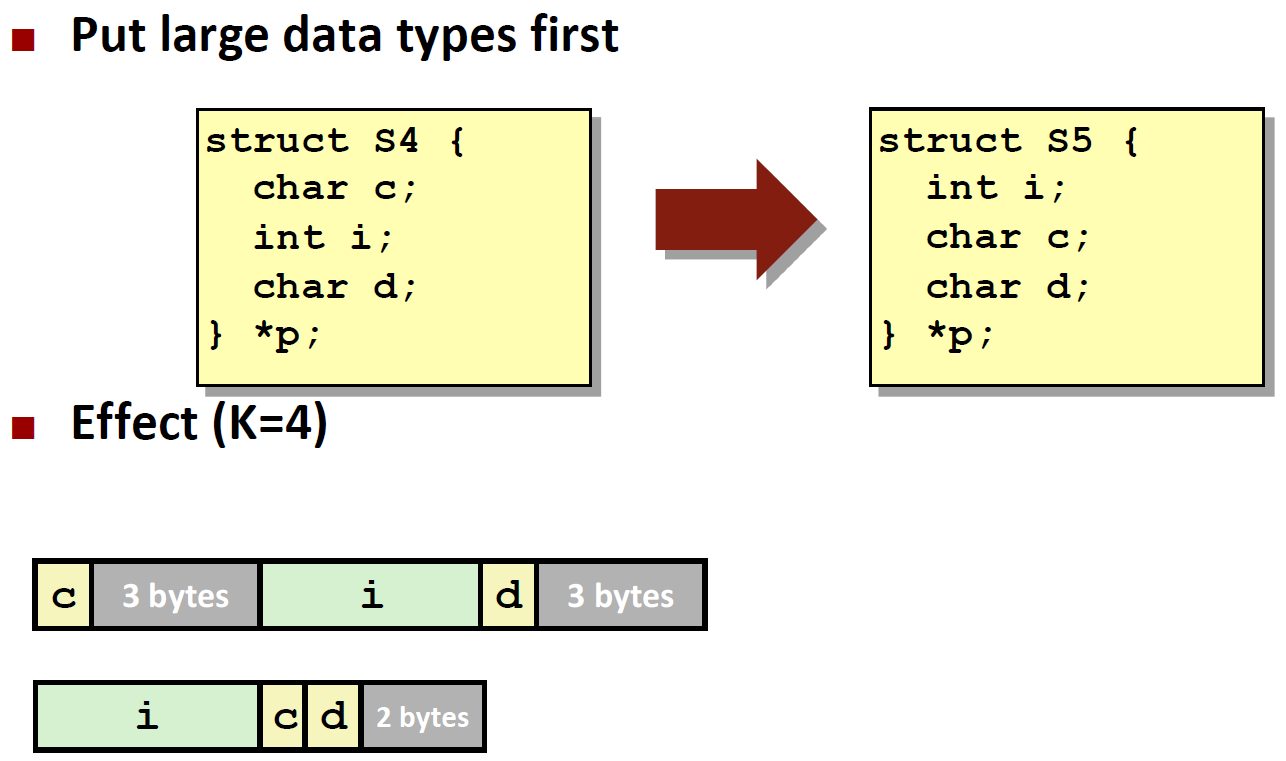 Put large data types first
struct S4 {
  char c;
  int i;
  char d;
} *p;
struct S5 {
  int i;
  char c;
  char d;
} *p;
Effect (K=4)
c 3 bytes i d 3 bytes
i c d 2 bytes